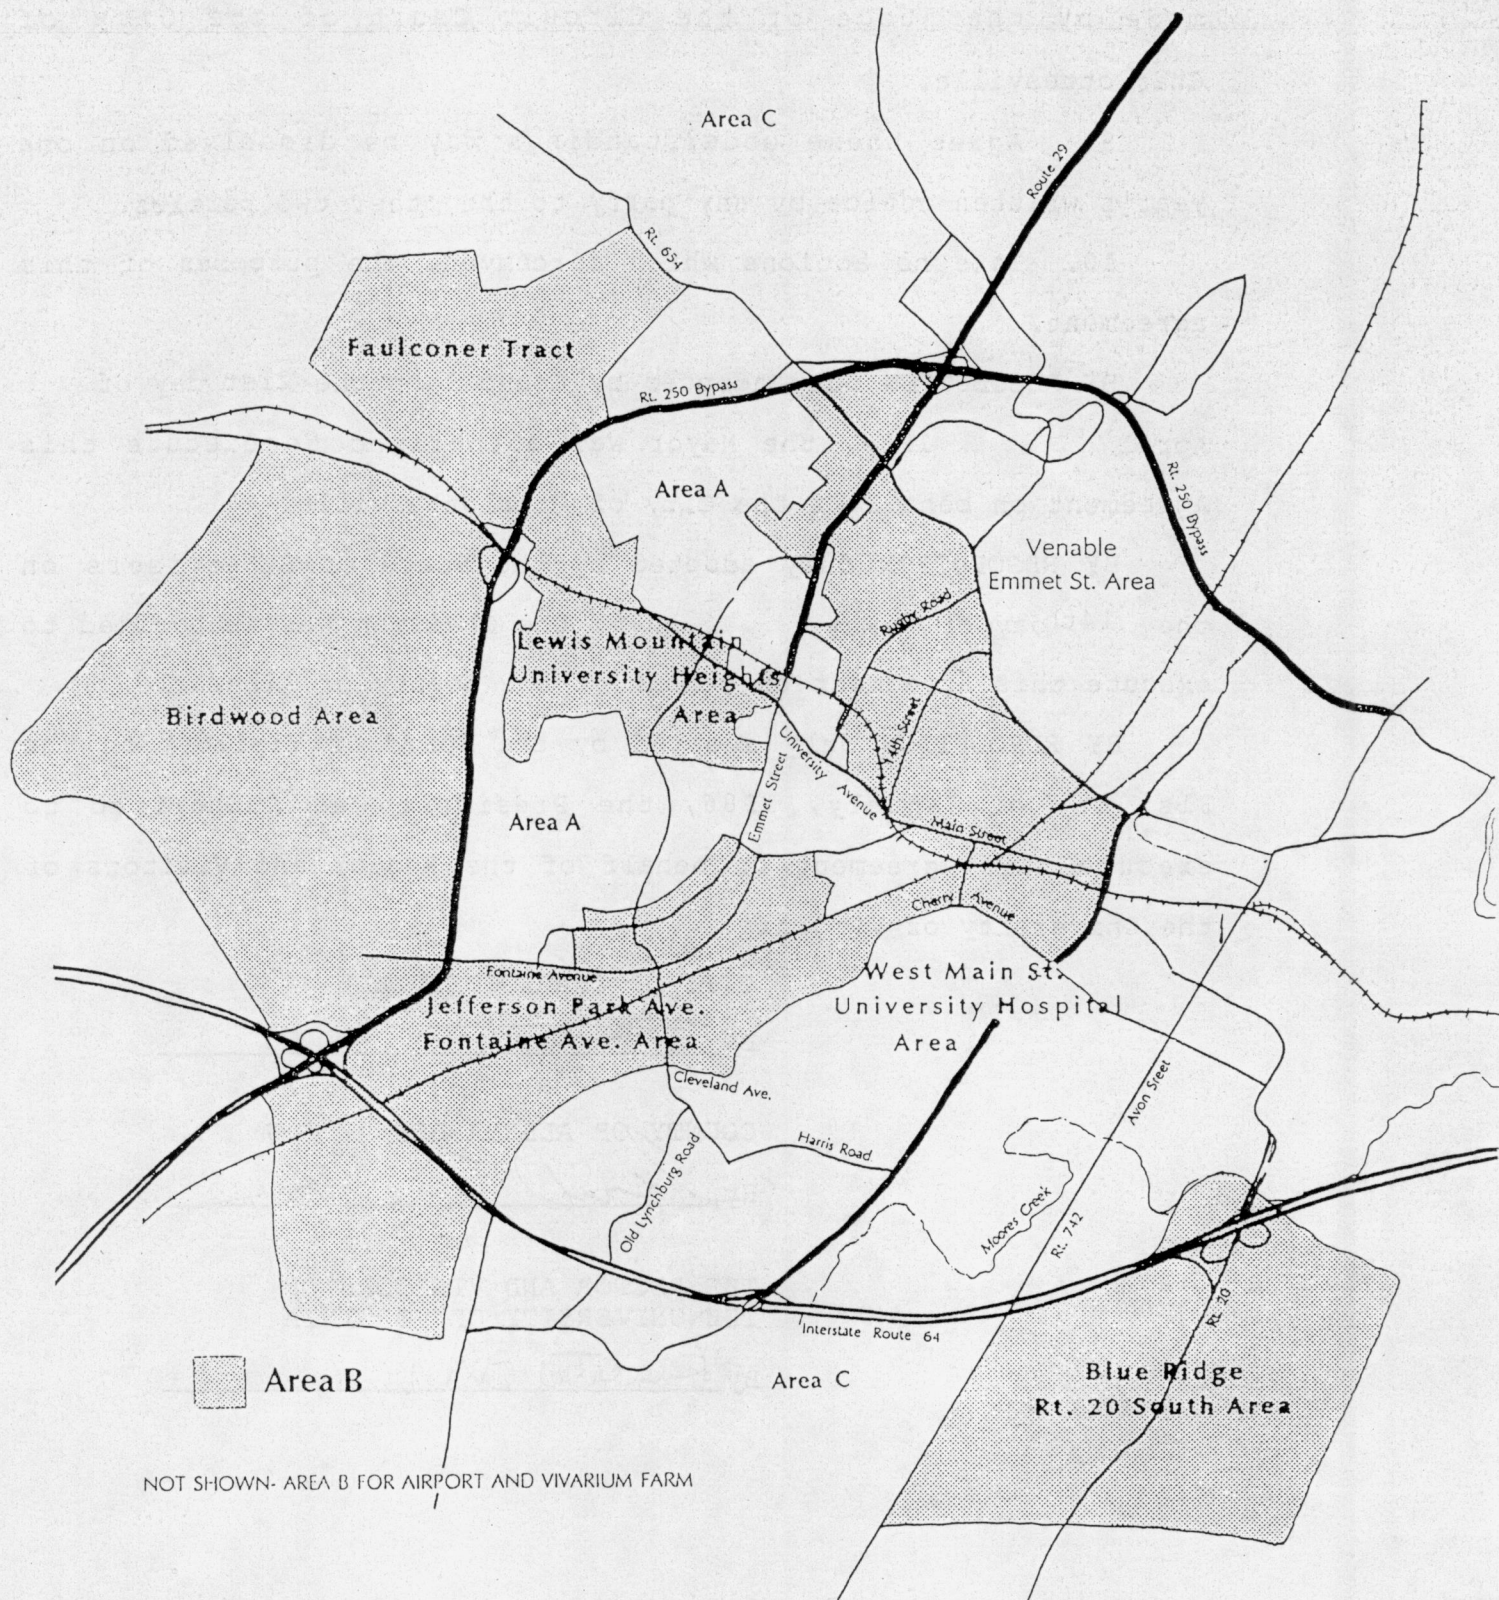 Area C
Route 29
Rt. 654
Faulconer Tract
Rt. 250 Bypass
Area A
Rt. 250 Bypass
Venable
Emmet St. Area
Rugby Road
Lewis Mountain
University Heights
Area
Birdwood Area
14th Street
University Avenue
Emmet Street
Area A
Main Street
Cherry Avenue
Fontaine Avenue
West Main St.
University Hospital
Area
Jefferson Park Ave.
Fontaine Ave. Area
Cleveland Ave.
Avon Sreet
Harris Road
Old Lynchburg Road
Moores Creek
Rt. 742
Rt. 20
Interstate Route 64
Area B
Area C
Blue Ridge
Rt. 20 South Area
NOT SHOWN- AREA B FOR AIRPORT AND VIVARIUM FARM